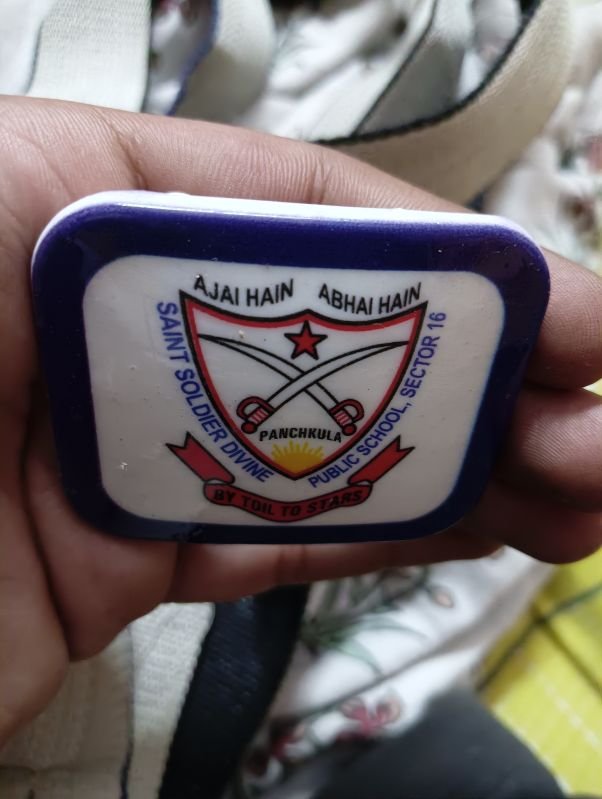 AJAI HAIN ABHAI HAIN
SAINT SOLDIER DIVINE
PUBLIC SCHOOL, SECTOR 16
PANCHKULA
BY TOIL TO STARS